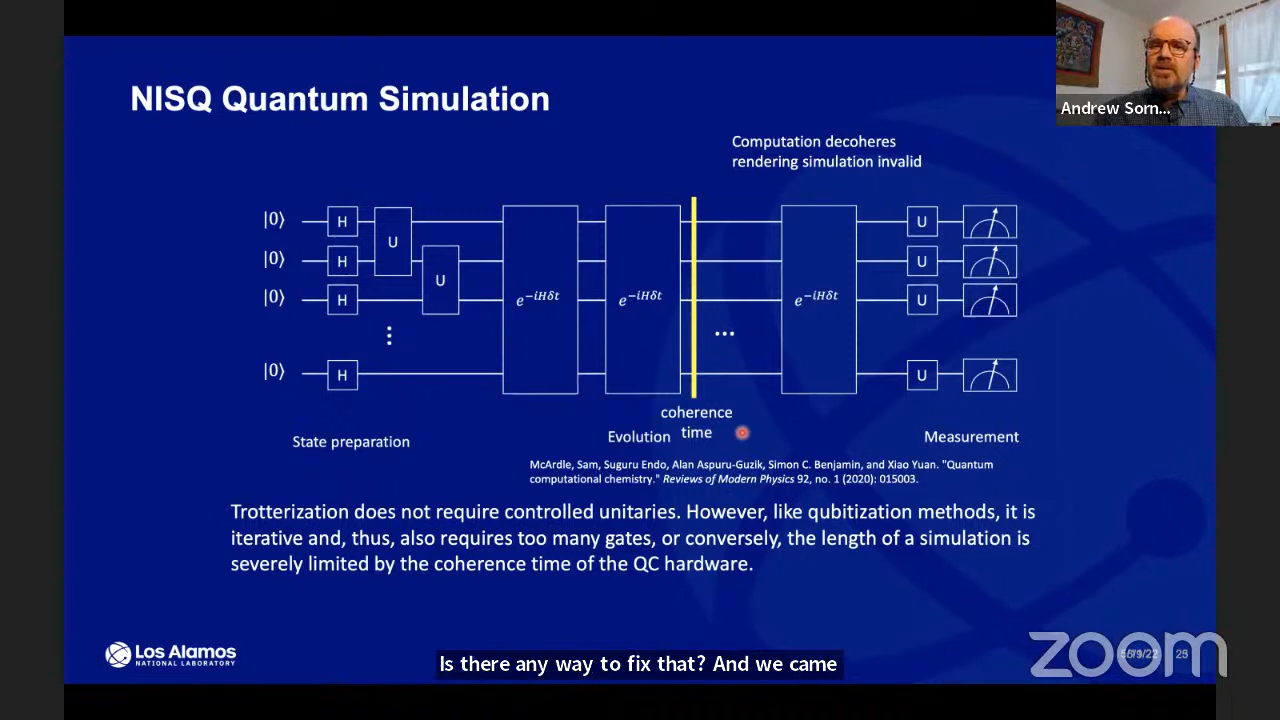 NISQ Quantum Simulation
Andrew Sorn...
Computation decoheres
rendering simulation invalid
|0⟩ H U
|0⟩ H U
|0⟩ H
|0⟩ H
e^{-iHδt} e^{-iHδt} ... e^{-iHδt}
U
U
U
U
coherence
time
State preparation
Evolution
Measurement
McArdle, Sam, Suguru Endo, Alan Aspuru-Guzik, Simon C. Benjamin, and Xiao Yuan. "Quantum
computational chemistry." Reviews of Modern Physics 92, no. 1 (2020): 015003.
Trotterization does not require controlled unitaries. However, like qubitization methods, it is
iterative and, thus, also requires too many gates, or conversely, the length of a simulation is
severely limited by the coherence time of the QC hardware.
Los Alamos
NATIONAL LABORATORY
Is there any way to fix that? And we came
zoom